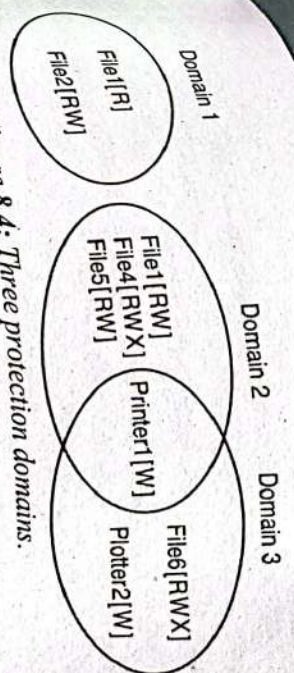 Domain 1
File1[R]
File2[RW]
Domain 2
File1[RW]
File4[RWX]
File5[RW]
Printer1[W]
Domain 3
File6[RWX]
Plotter2[W]
8.4: Three protection domains.